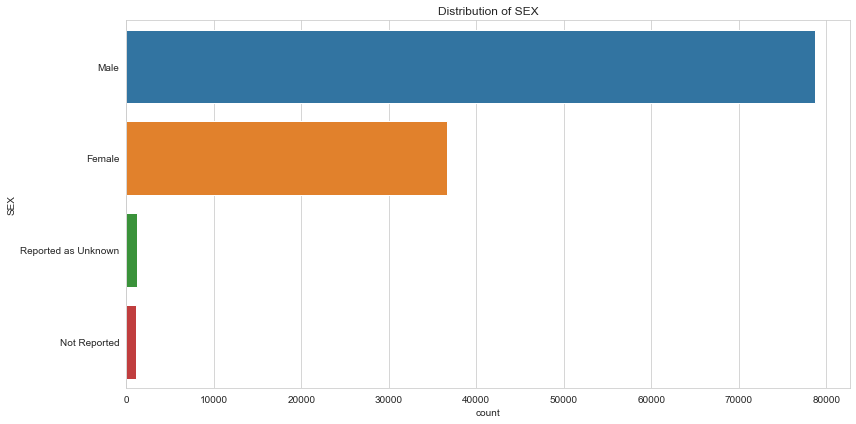 Distribution of SEX
Male
Female
Reported as Unknown
Not Reported
SEX
0 10000 20000 30000 40000 50000 60000 70000 80000
count